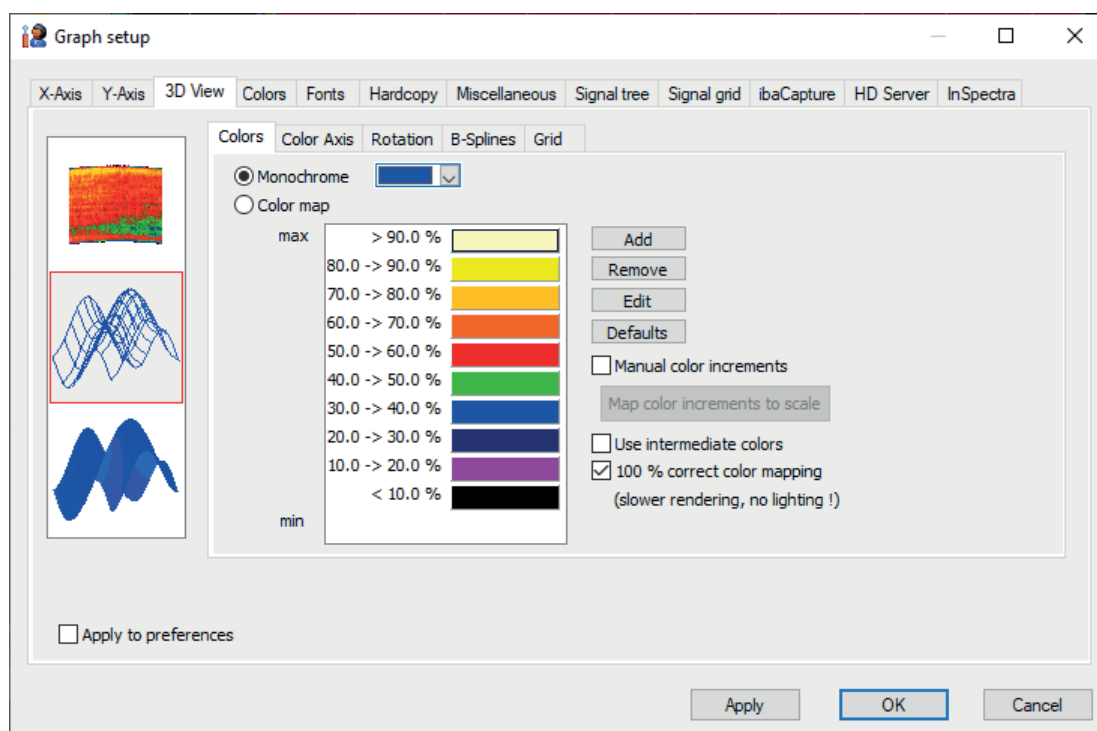 Graph setup
X-Axis Y-Axis 3D View Colors Fonts Hardcopy Miscellaneous Signal tree Signal grid ibaCapture HD Server InSpectra
Colors Color Axis Rotation B-Splines Grid
Monochrome
Color map
max
> 90.0 %
80.0 -> 90.0 %
70.0 -> 80.0 %
60.0 -> 70.0 %
50.0 -> 60.0 %
40.0 -> 50.0 %
30.0 -> 40.0 %
20.0 -> 30.0 %
10.0 -> 20.0 %
< 10.0 %
min
Add
Remove
Edit
Defaults
Manual color increments
Map color increments to scale
Use intermediate colors
100 % correct color mapping
(slower rendering, no lighting !)
Apply to preferences
Apply OK Cancel